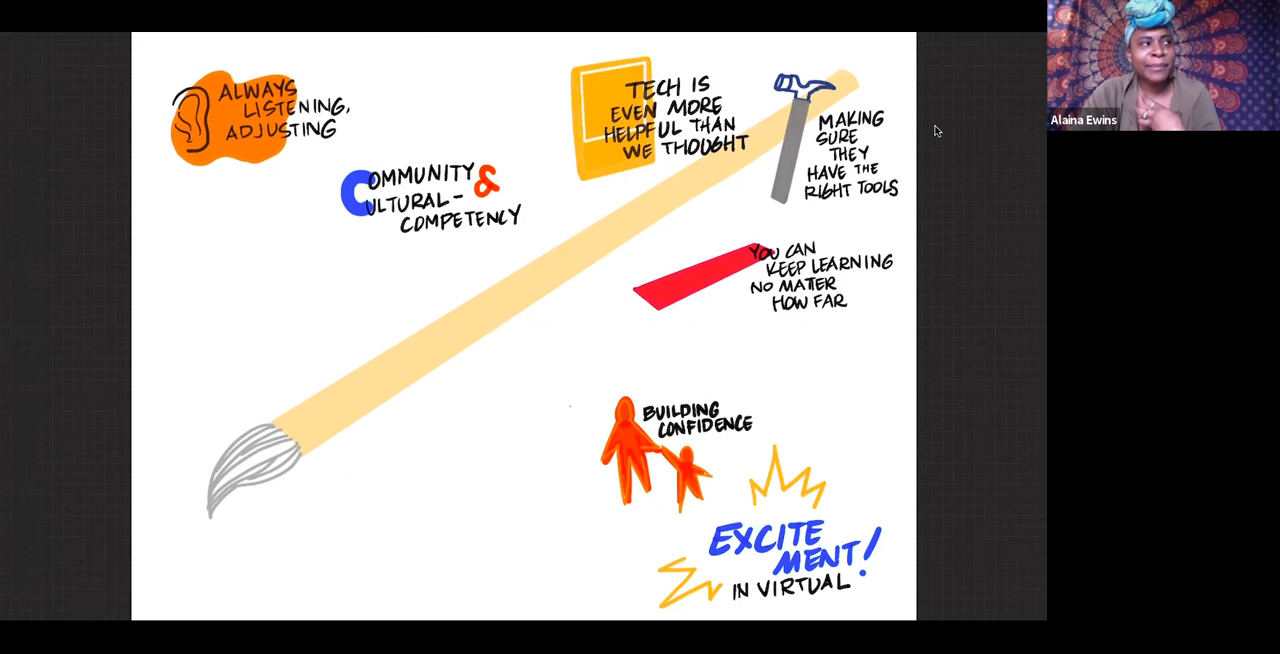 ALWAYS
LISTENING,
ADJUSTING
COMMUNITY &
CULTURAL-
COMPETENCY
TECH IS
EVEN MORE
HELPFUL THAN
WE THOUGHT
MAKING
SURE
THEY
HAVE THE
RIGHT TOOLS
YOU CAN
KEEP LEARNING
NO MATTER
HOW FAR
BUILDING
CONFIDENCE
EXCITE
MENT!
IN VIRTUAL
Alaina Ewins